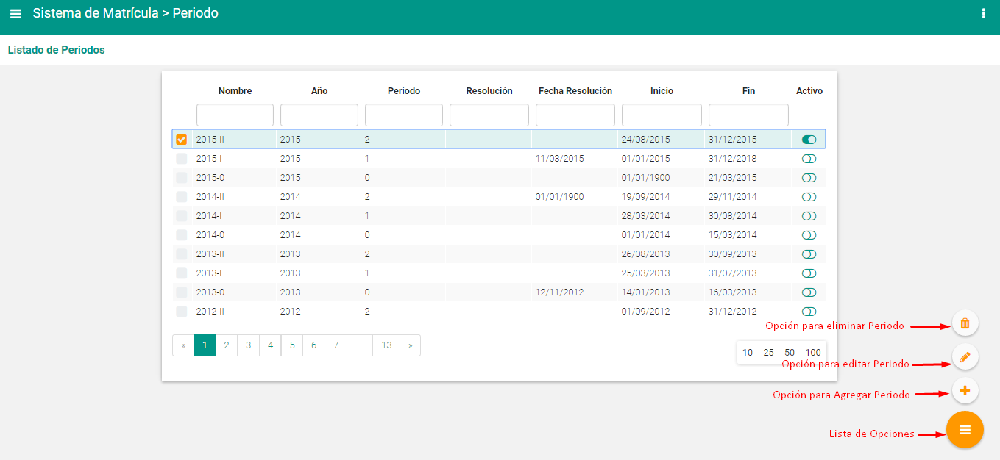 Sistema de Matrícula > Periodo
Listado de Periodos
Nombre Año Periodo Resolución Fecha Resolución Inicio Fin Activo
2015-II 2015 2 24/08/2015 31/12/2015
2015-I 2015 1 11/03/2015 01/01/2015 31/12/2018
2015-0 2015 0 01/01/1900 21/03/2015
2014-II 2014 2 01/01/1900 19/09/2014 29/11/2014
2014-I 2014 1 28/03/2014 30/08/2014
2014-0 2014 0 01/01/2014 15/03/2014
2013-II 2013 2 26/08/2013 30/09/2013
2013-I 2013 1 25/03/2013 31/07/2013
2013-0 2013 0 12/11/2012 14/01/2013 16/03/2013
2012-II 2012 2 01/09/2012 31/12/2012
Opción para eliminar Periodo
« 1 2 3 4 5 6 7 ... 13 »
10 25 50 100
Opción para editar Periodo
Opción para Agregar Periodo
Lista de Opciones